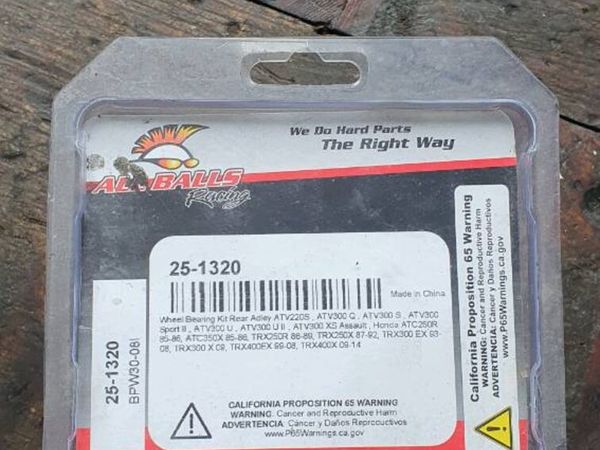 We Do Hard Parts
The Right Way
ALL BALLS
Racing
25-1320
Made in China
Wheel Bearing Kit Rear Adley ATV220S , ATV300 Q , ATV300 S , ATV300
Sport II , ATV300 U , ATV300 U II , ATV300 XS Assault , Honda ATC250R
85-86, ATC350X 85-86, TRX250R 86-89, TRX250X 87-92, TRX300 EX 93-
08, TRX300 X 09, TRX400EX 99-08, TRX400X 09-14
CALIFORNIA PROPOSITION 65 WARNING
WARNING: Cancer and Reproductive Harm
ADVERTENCIA: Cáncer y Daños Reproductivos
www.P65Warnings.ca.gov
25-1320
BPW30-08I
California Proposition 65 Warning
WARNING: Cancer and Reproductive Harm
ADVERTENCIA: Cáncer y Daños Reproductivos
www.P65Warnings.ca.gov